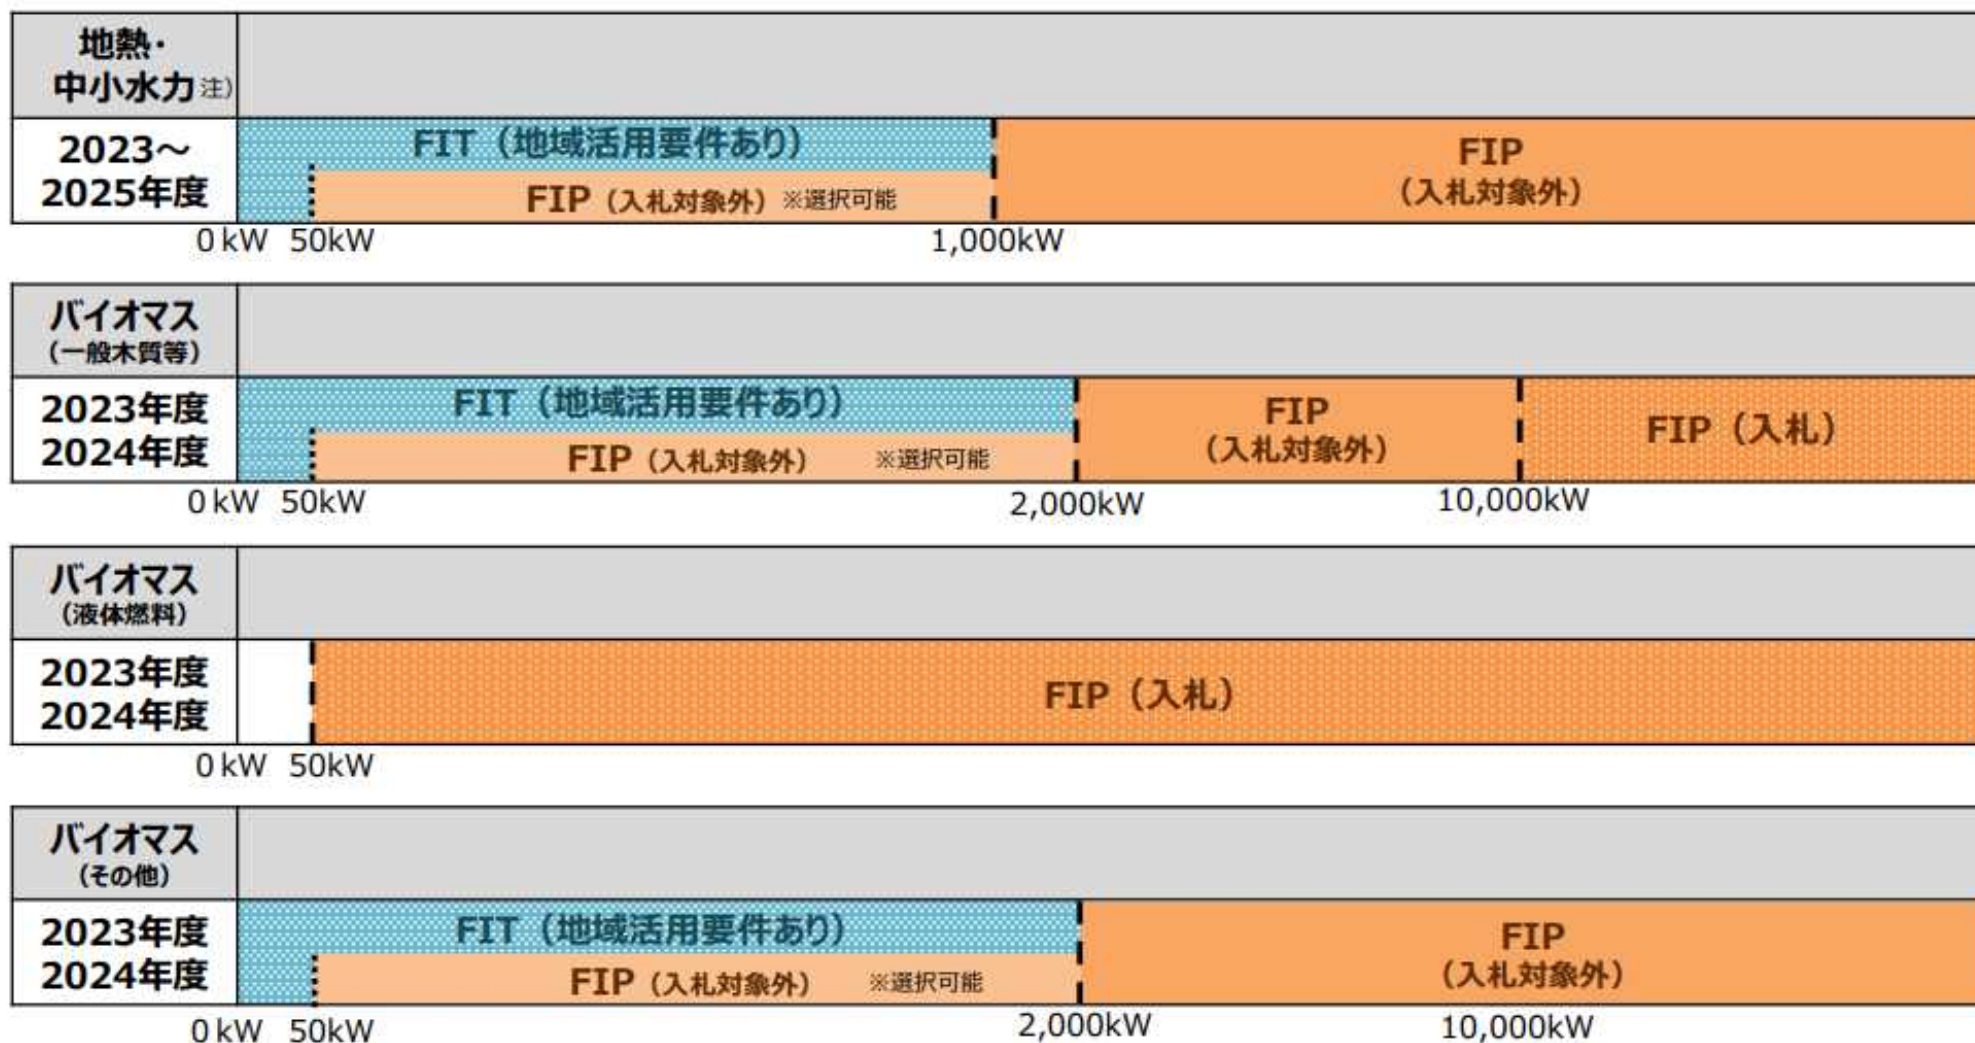 地熱・
中小水力注)
2023～
2025年度
FIT（地域活用要件あり）
FIP（入札対象外）※選択可能
FIP
（入札対象外）
0 kW 50kW 1,000kW
バイオマス
（一般木質等）
2023年度
2024年度
FIT（地域活用要件あり）
FIP（入札対象外） ※選択可能
FIP
（入札対象外）
FIP（入札）
0 kW 50kW 2,000kW 10,000kW
バイオマス
（液体燃料）
2023年度
2024年度
FIP（入札）
0 kW 50kW
バイオマス
（その他）
2023年度
2024年度
FIT（地域活用要件あり）
FIP（入札対象外） ※選択可能
FIP
（入札対象外）
0 kW 50kW 2,000kW 10,000kW